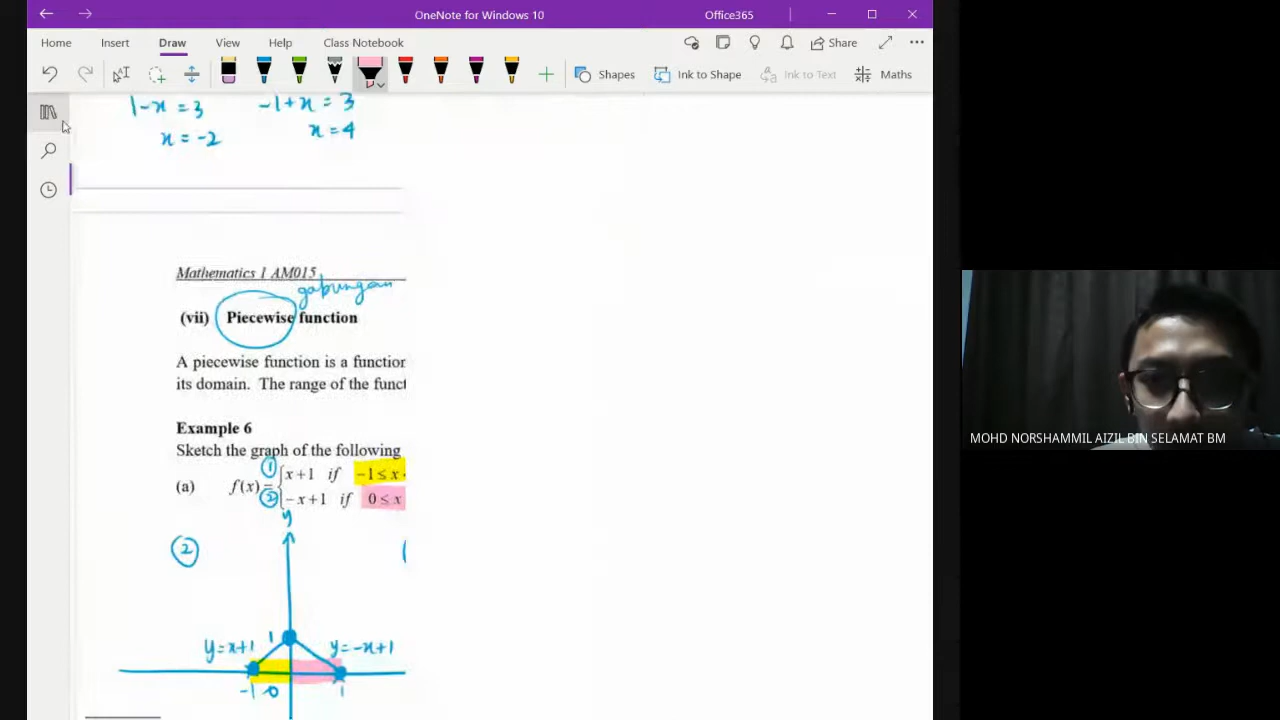 OneNote for Windows 10
Office365
Home Insert Draw View Help Class Notebook
Share
Shapes Ink to Shape Ink to Text Maths
1-x = 3 -1+x = 3
x = -2 x = 4
Mathematics 1 AM015
gabungan
(vii) Piecewise function
A piecewise function is a function
its domain. The range of the funct
Example 6
Sketch the graph of the following
① x+1 if -1 ≤ x
(a) f(x)=
② -x+1 if 0 ≤ x
y
②
y=x+1 1 y=-x+1
-1 0 1
MOHD NORSHAMMIL AIZIL BIN SELAMAT BM